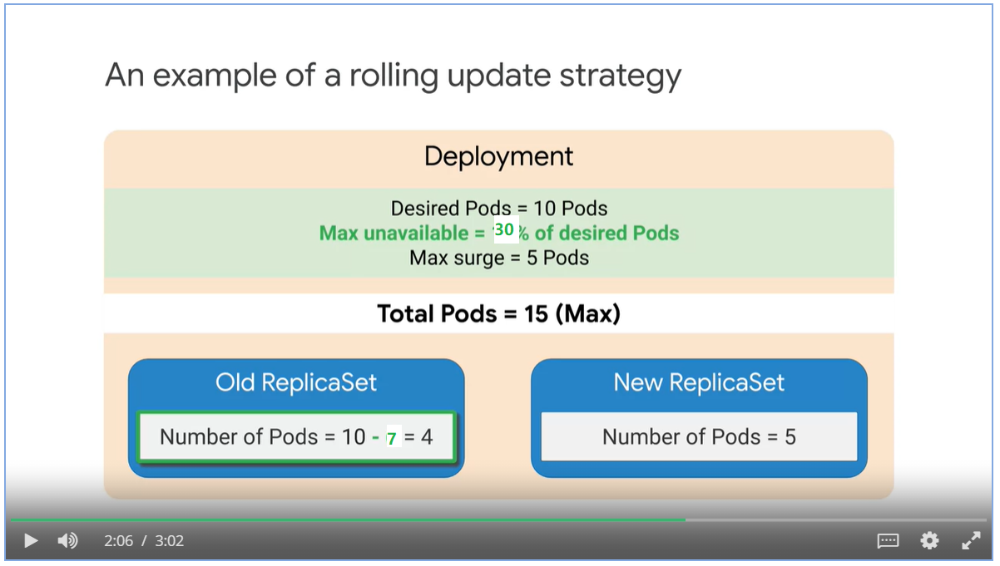 An example of a rolling update strategy
Deployment
Desired Pods = 10 Pods
Max unavailable = 30% of desired Pods
Max surge = 5 Pods
Total Pods = 15 (Max)
Old ReplicaSet
Number of Pods = 10 - 7 = 4
New ReplicaSet
Number of Pods = 5
2:06 / 3:02